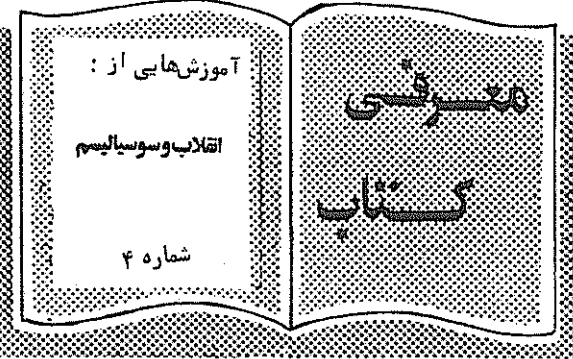 معرفی
کتاب
آموزش‌هایی از :
انقلاب و سوسیالیسم
شماره ۴